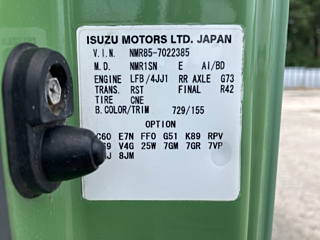 ISUZU MOTORS LTD. JAPAN
V.I.N. NMR85-7022385
M.D. NMR1SN E AI/BD
ENGINE LFB/4JJ1 RR AXLE G73
TRANS. RST FINAL R42
TIRE CNE
B.COLOR/TRIM 729/155
OPTION
C60 E7N FF0 G51 K89 RPV
V4G 25W 7GM 7GR 7VP
8JM